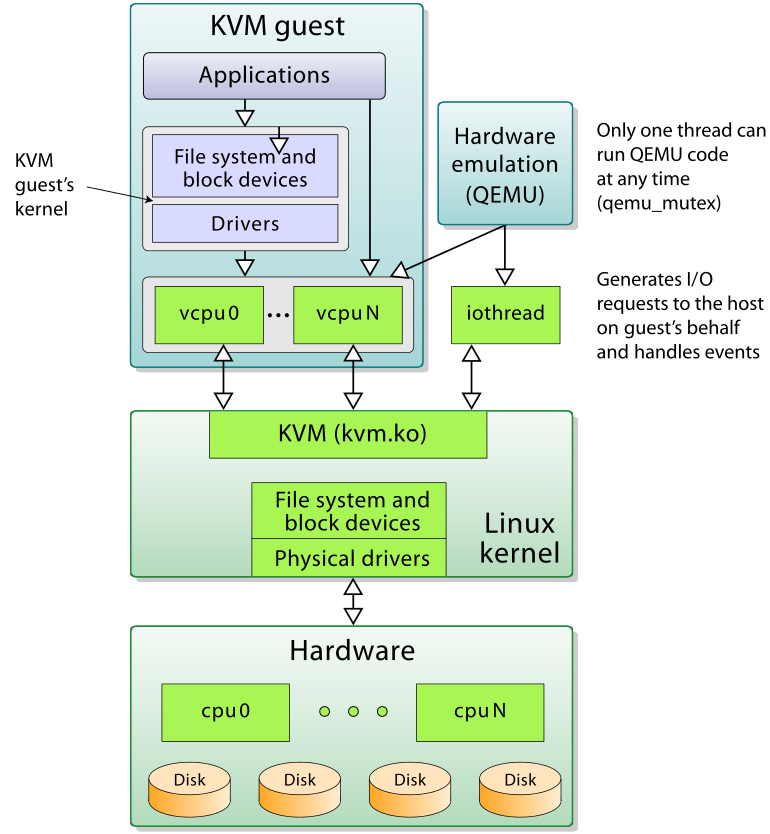 KVM guest
Applications
File system and
block devices
Drivers
KVM
guest's
kernel
Hardware
emulation
(QEMU)
Only one thread can
run QEMU code
at any time
(qemu_mutex)
vcpu0
...
vcpuN
iothread
Generates I/O
requests to the host
on guest's behalf
and handles events
KVM (kvm.ko)
File system and
block devices
Physical drivers
Linux
kernel
Hardware
cpu0
cpuN
Disk
Disk
Disk
Disk